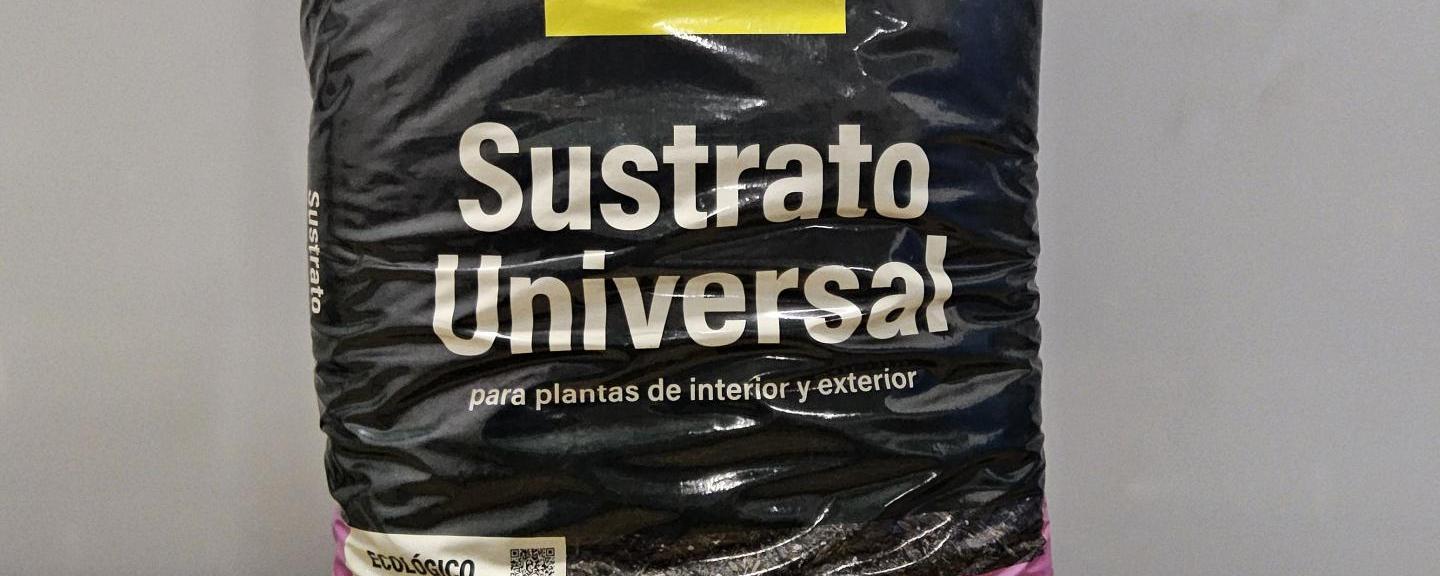 Sustrato
Universal
para plantas de interior y exterior
Sustrato
ECOLÓGICO